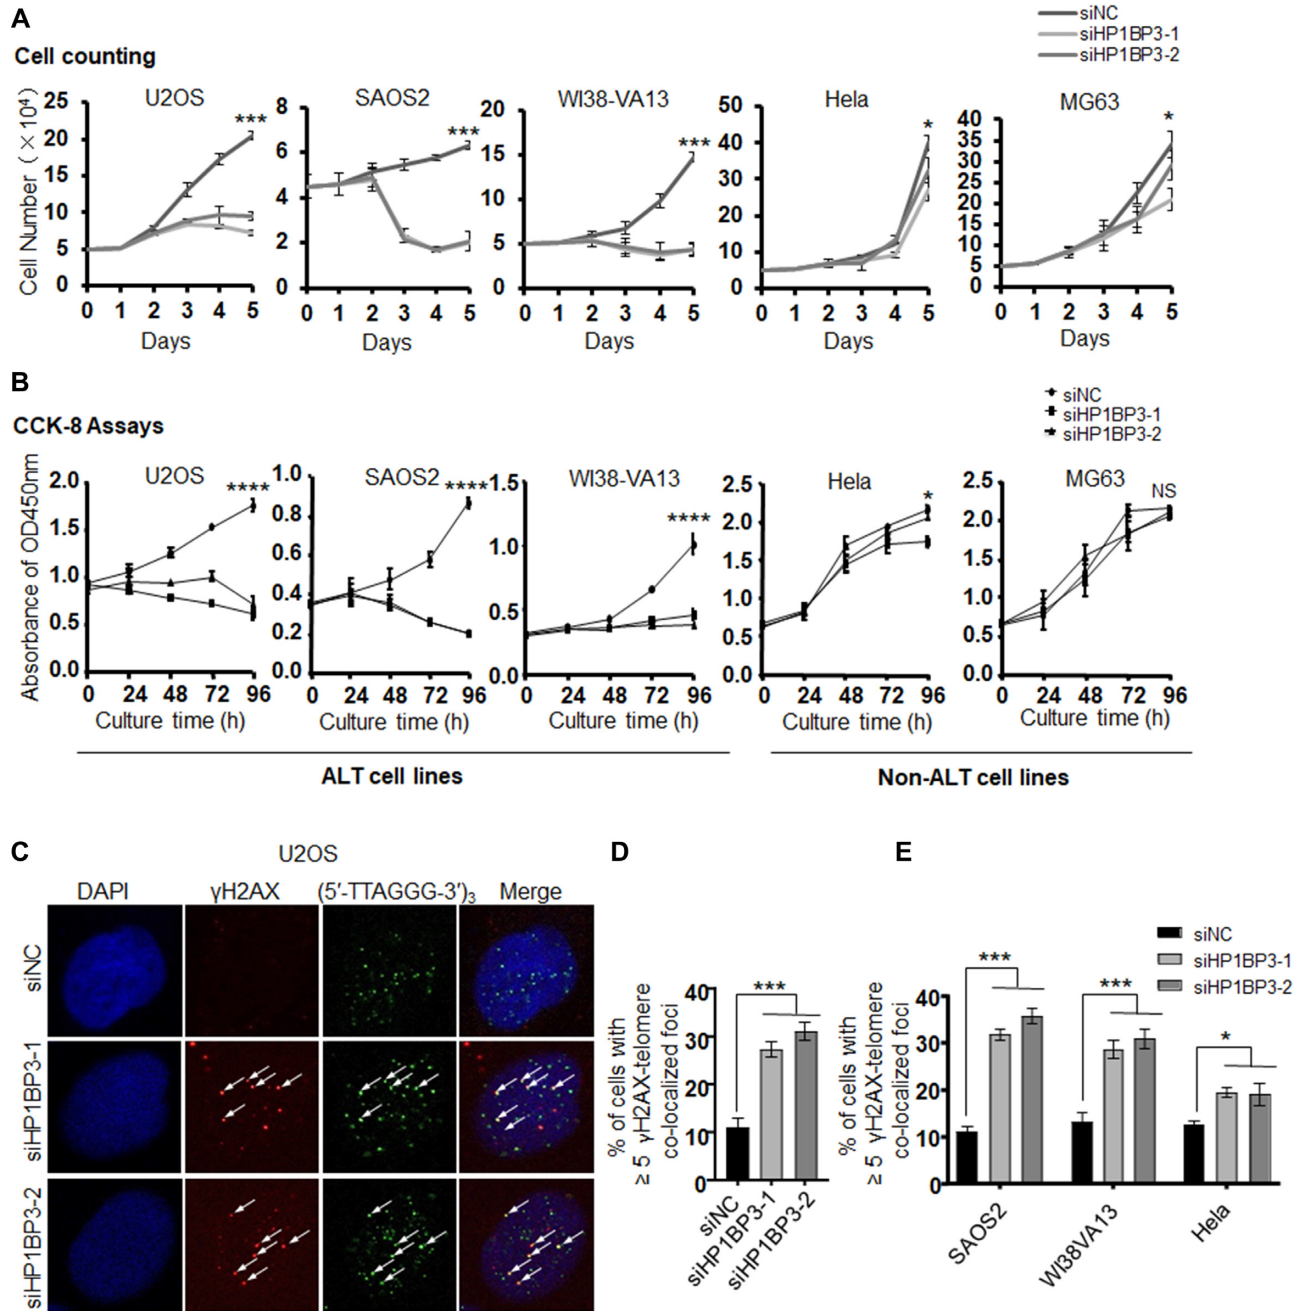 A
siNC
siHP1BP3-1
siHP1BP3-2
Cell counting
U2OS
SAOS2
WI38-VA13
Hela
MG63
Cell Number (×10⁴)
25
20
15
10
5
0
***
0 1 2 3 4 5
Days
8
6
4
2
0
***
0 1 2 3 4 5
Days
20
15
10
5
0
***
0 1 2 3 4 5
Days
50
40
30
20
10
0
*
0 1 2 3 4 5
Days
40
35
30
25
20
15
10
5
0
*
0 1 2 3 4 5
Days
B
siNC
siHP1BP3-1
siHP1BP3-2
CCK-8 Assays
U2OS
SAOS2
WI38-VA13
Hela
MG63
Absorbance of OD450nm
2.0
1.5
1.0
0.5
0.0
****
0 24 48 72 96
Culture time (h)
1.0
0.8
0.6
0.4
0.2
0.0
****
0 24 48 72 96
Culture time (h)
1.5
1.0
0.5
0.0
****
0 24 48 72 96
Culture time (h)
2.5
2.0
1.5
1.0
0.5
0.0
*
0 24 48 72 96
Culture time (h)
2.5
2.0
1.5
1.0
0.5
0.0
NS
0 24 48 72 96
Culture time (h)
ALT cell lines
Non-ALT cell lines
C
U2OS
DAPI
γH2AX
(5′-TTAGGG-3′)₃
Merge
siNC
siHP1BP3-1
siHP1BP3-2
D
% of cells with
≥ 5 γH2AX-telomere
co-localized foci
40
30
20
10
0
***
siNC
siHP1BP3-1
siHP1BP3-2
E
siNC
siHP1BP3-1
siHP1BP3-2
% of cells with
≥ 5 γH2AX-telomere
co-localized foci
40
30
20
10
0
***
***
*
SAOS2
WI38VA13
Hela